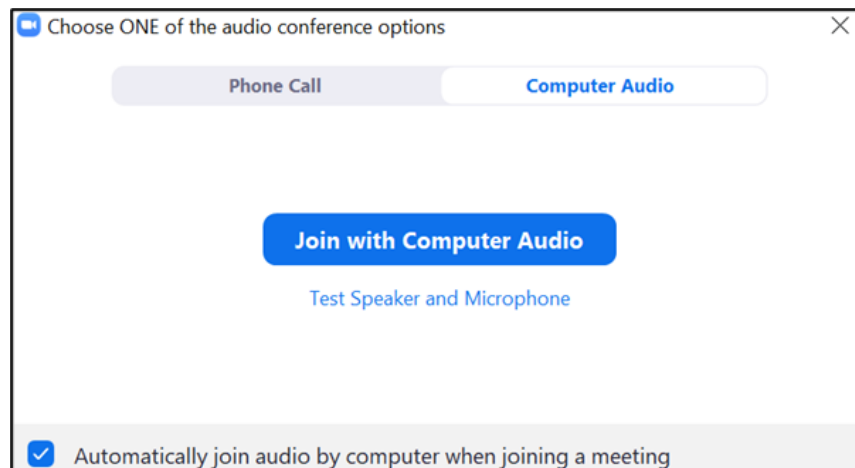 Choose ONE of the audio conference options
Phone Call
Computer Audio
Join with Computer Audio
Test Speaker and Microphone
Automatically join audio by computer when joining a meeting